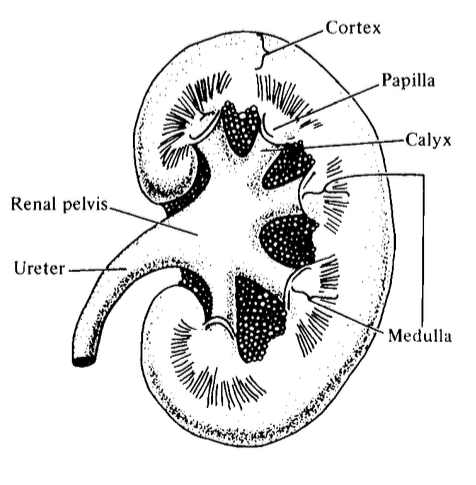 Cortex
Papilla
Calyx
Renal pelvis
Ureter
Medulla